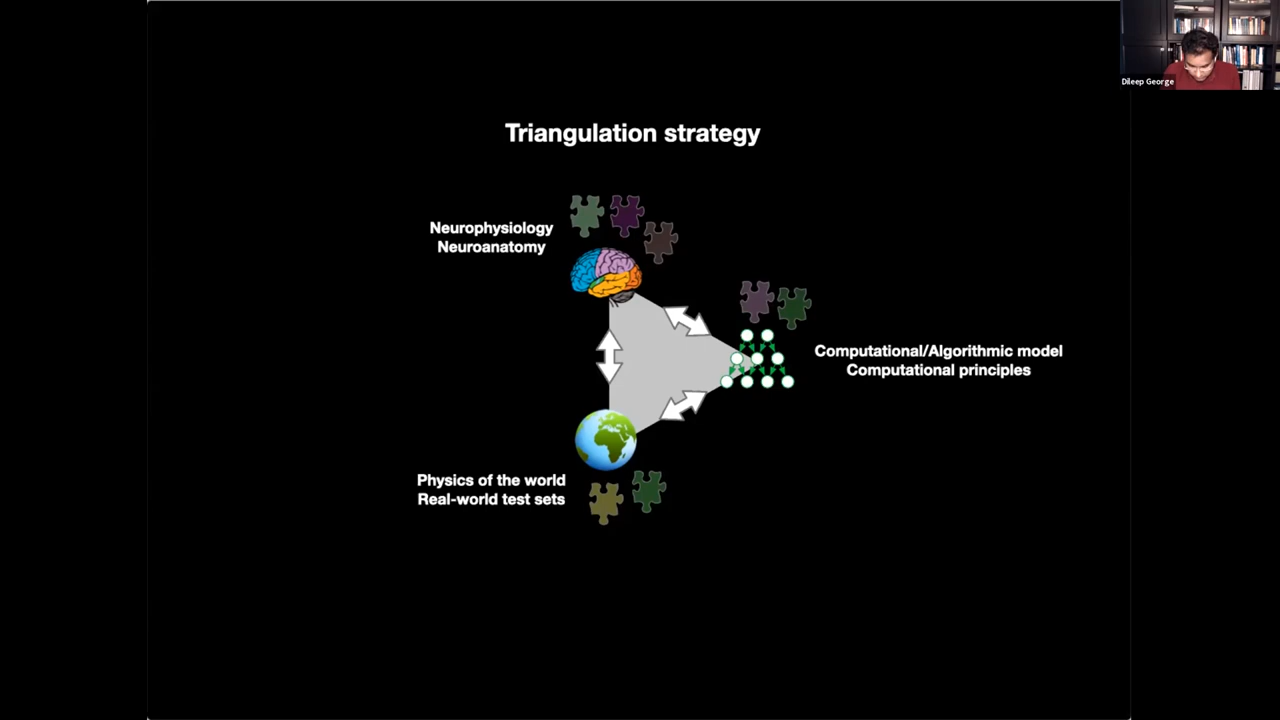 Dileep George
Triangulation strategy
Neurophysiology
Neuroanatomy
Computational/Algorithmic model
Computational principles
Physics of the world
Real-world test sets